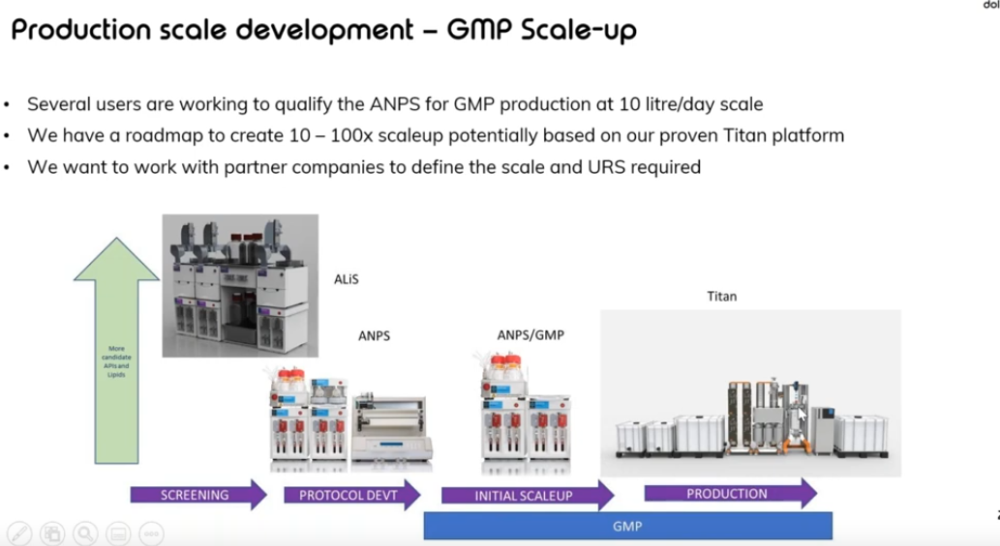 dol
Production scale development – GMP Scale-up
• Several users are working to qualify the ANPS for GMP production at 10 litre/day scale
• We have a roadmap to create 10 – 100x scaleup potentially based on our proven Titan platform
• We want to work with partner companies to define the scale and URS required
ALiS
Titan
ANPS
ANPS/GMP
More
candidate
APIs and
Lipids
SCREENING
PROTOCOL DEVT
INITIAL SCALEUP
PRODUCTION
GMP